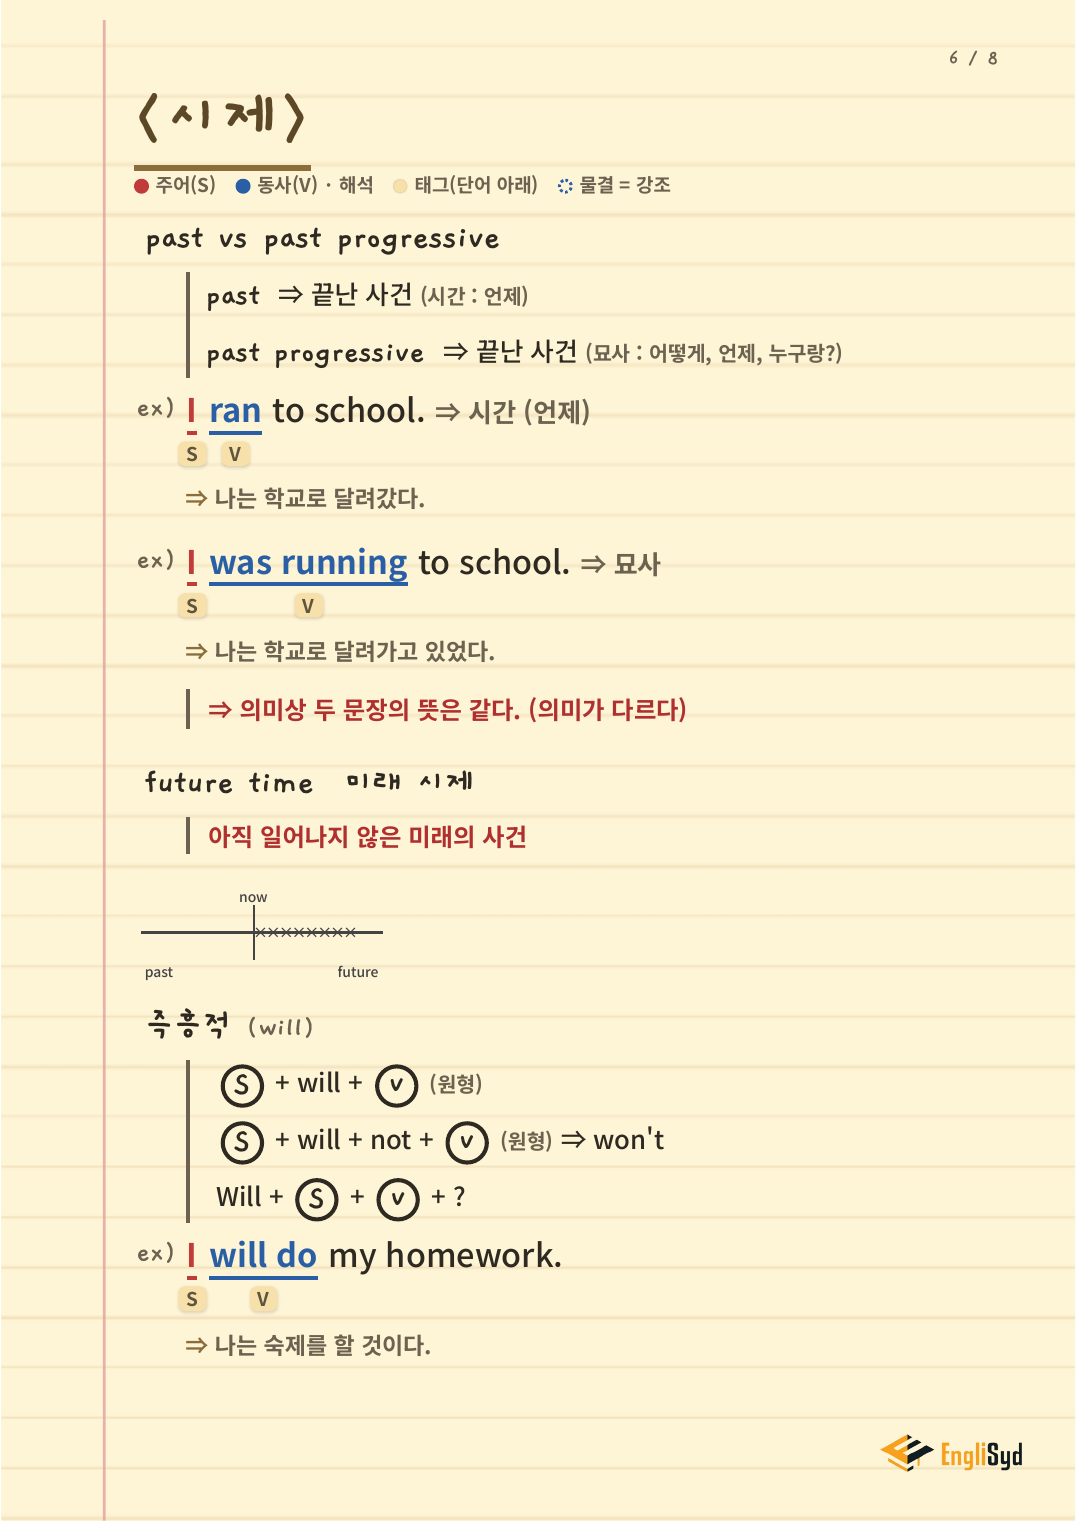 6 / 8
〈시제〉
주어(S) 동사(V) · 해석 태그(단어 아래) 물결 = 강조
past vs past progressive
past ⇒ 끝난 사건 (시간 : 언제)
past progressive ⇒ 끝난 사건 (묘사 : 어떻게, 언제, 누구랑?)
ex) I ran to school. ⇒ 시간 (언제)
S V
⇒ 나는 학교로 달려갔다.
ex) I was running to school. ⇒ 묘사
S V
⇒ 나는 학교로 달려가고 있었다.
⇒ 의미상 두 문장의 뜻은 같다. (의미가 다르다)
future time 미래 시제
아직 일어나지 않은 미래의 사건
now
××××××××
past future
즉흥적 (will)
S + will + v (원형)
S + will + not + v (원형) ⇒ won't
Will + S + v + ?
ex) I will do my homework.
S V
⇒ 나는 숙제를 할 것이다.
EngliSyd